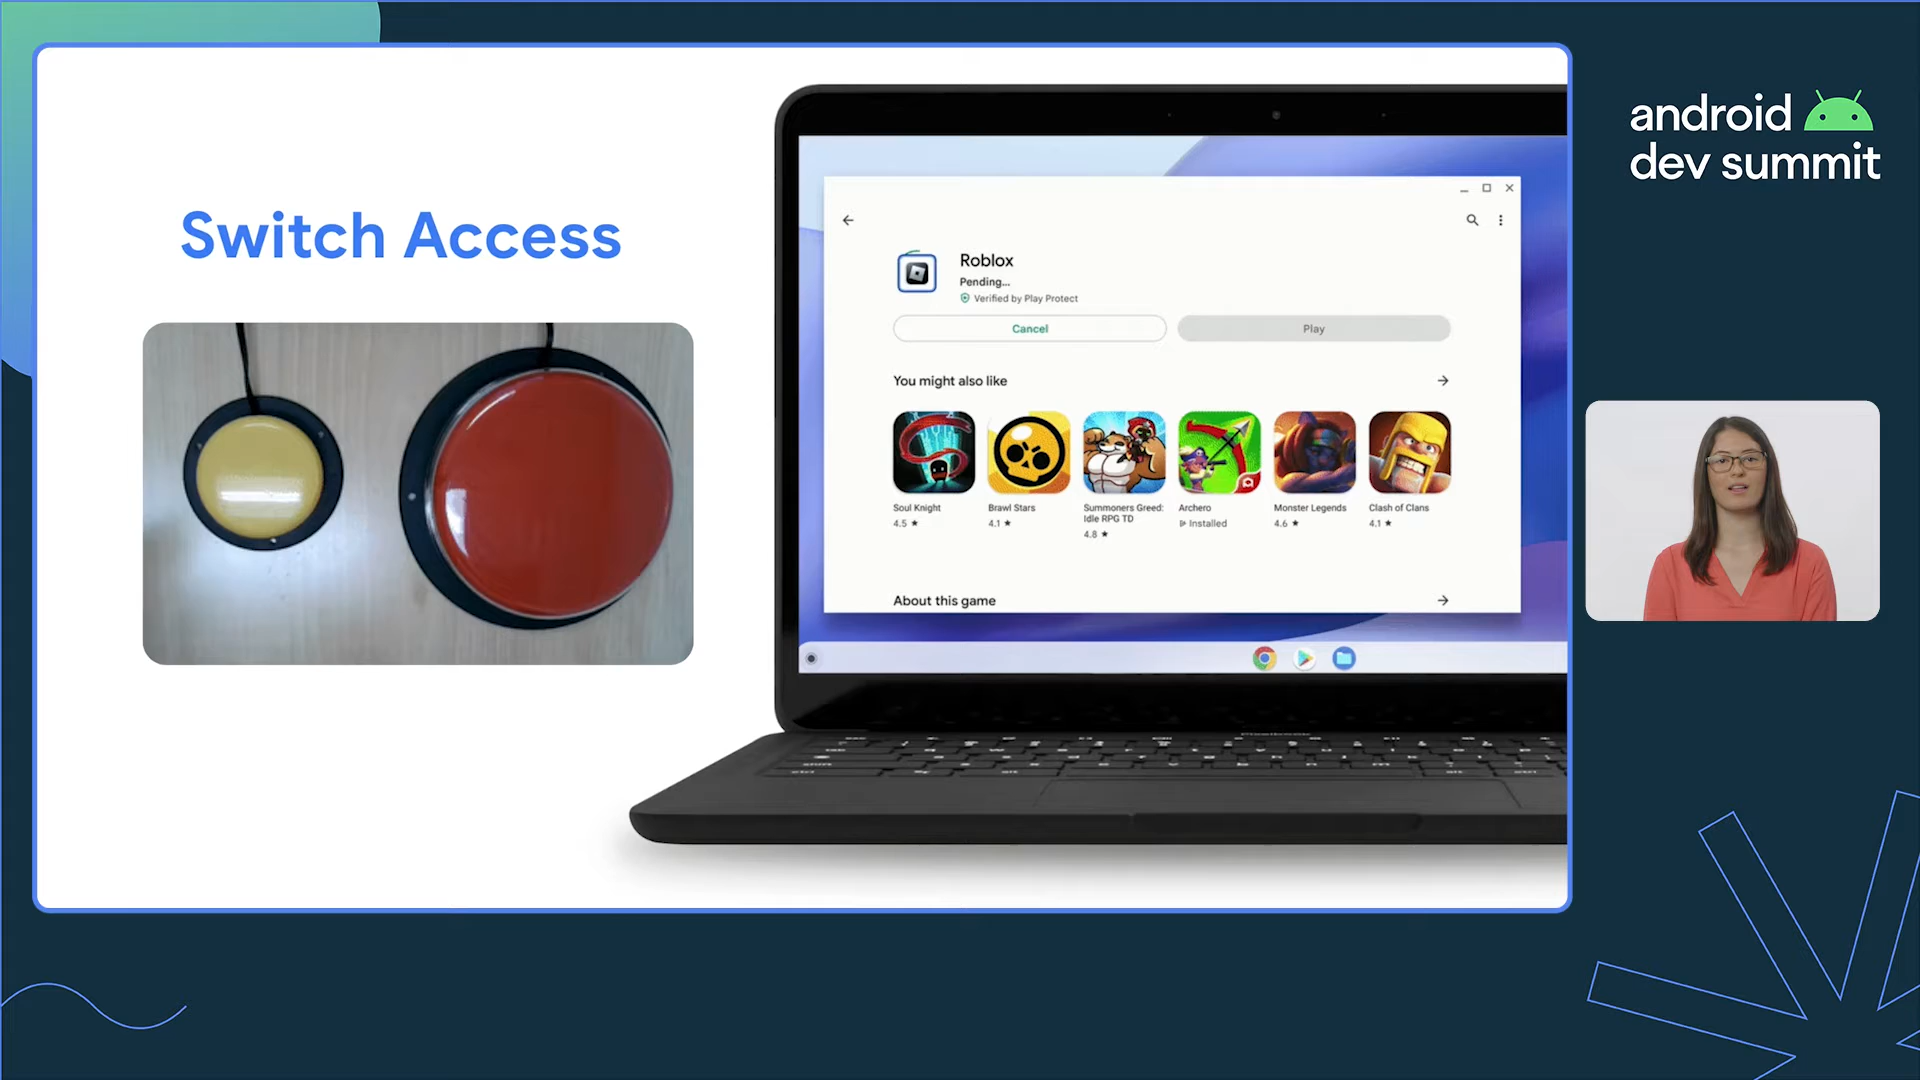 android
dev summit
Switch Access
Roblox
Pending...
Verified by Play Protect
Cancel
Play
You might also like
Soul Knight
4.5 ★
Brawl Stars
4.1 ★
Summoners Greed:
Idle RPG TD
4.8 ★
Archero
Installed
Monster Legends
4.6 ★
Clash of Clans
4.1 ★
About this game